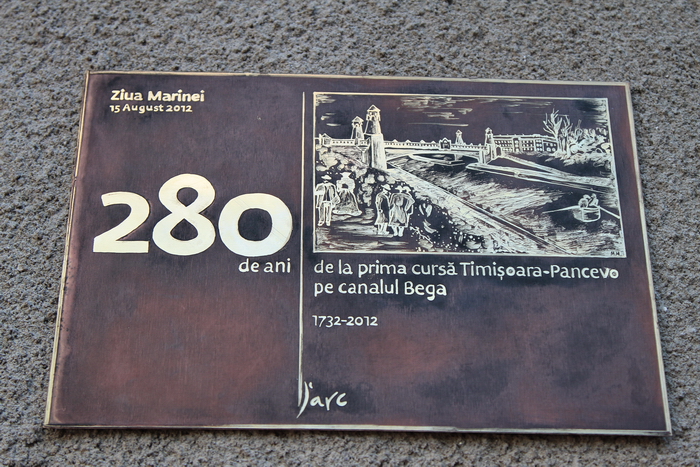 Ziua Marinei
15 August 2012
280
de ani
de la prima cursă Timișoara-Pancevo
pe canalul Bega
1732-2012
D'arc